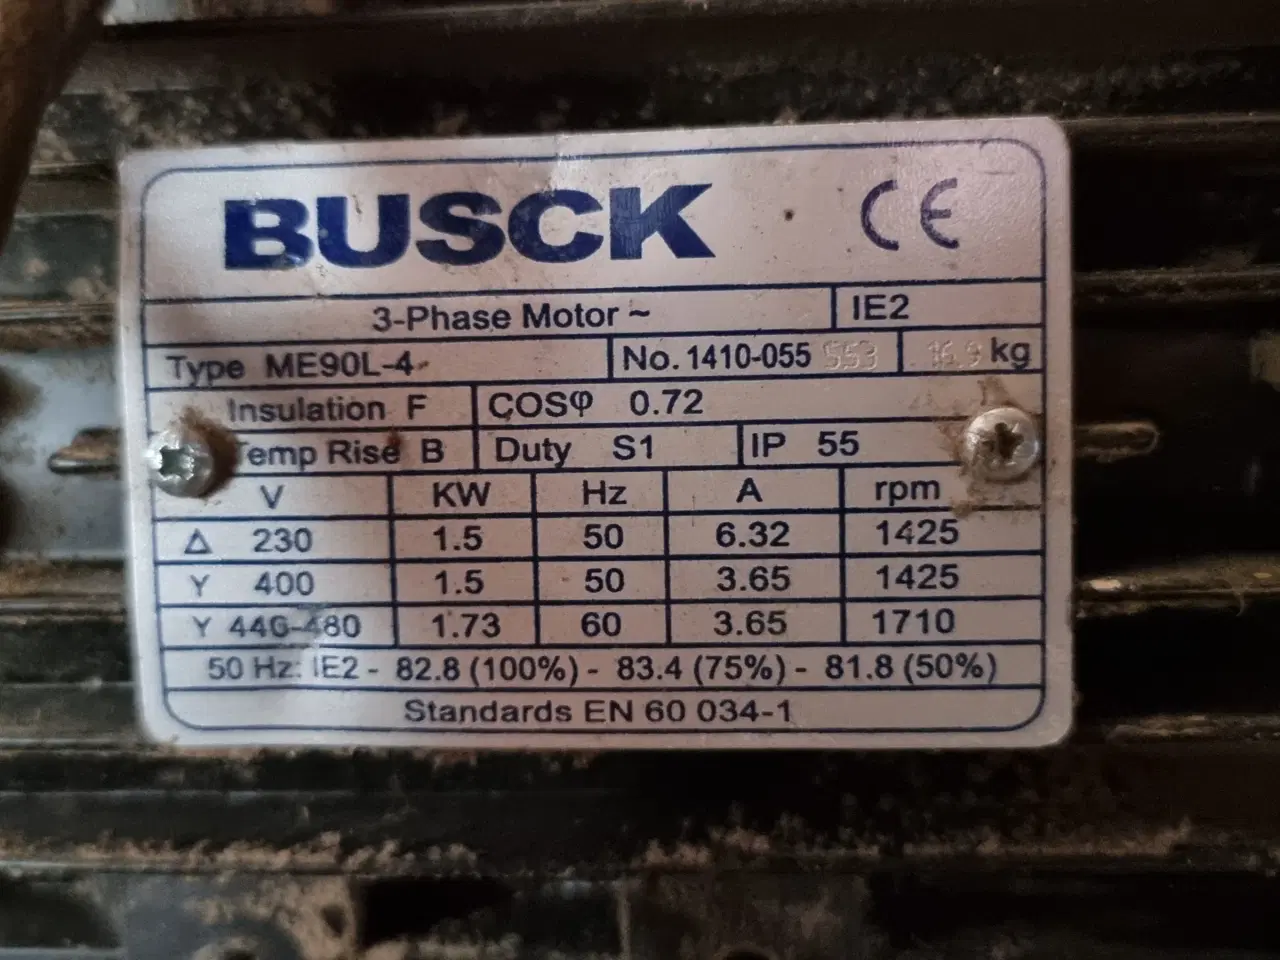 BUSCK CE
3-Phase Motor ~ IE2
Type ME90L-4 No. 1410-055 553 16.9 kg
Insulation F COSφ 0.72
Temp Rise B Duty S1 IP 55
V KW Hz A rpm
Δ 230 1.5 50 6.32 1425
Y 400 1.5 50 3.65 1425
Y 440-480 1.73 60 3.65 1710
50 Hz: IE2 - 82.8 (100%) - 83.4 (75%) - 81.8 (50%)
Standards EN 60 034-1